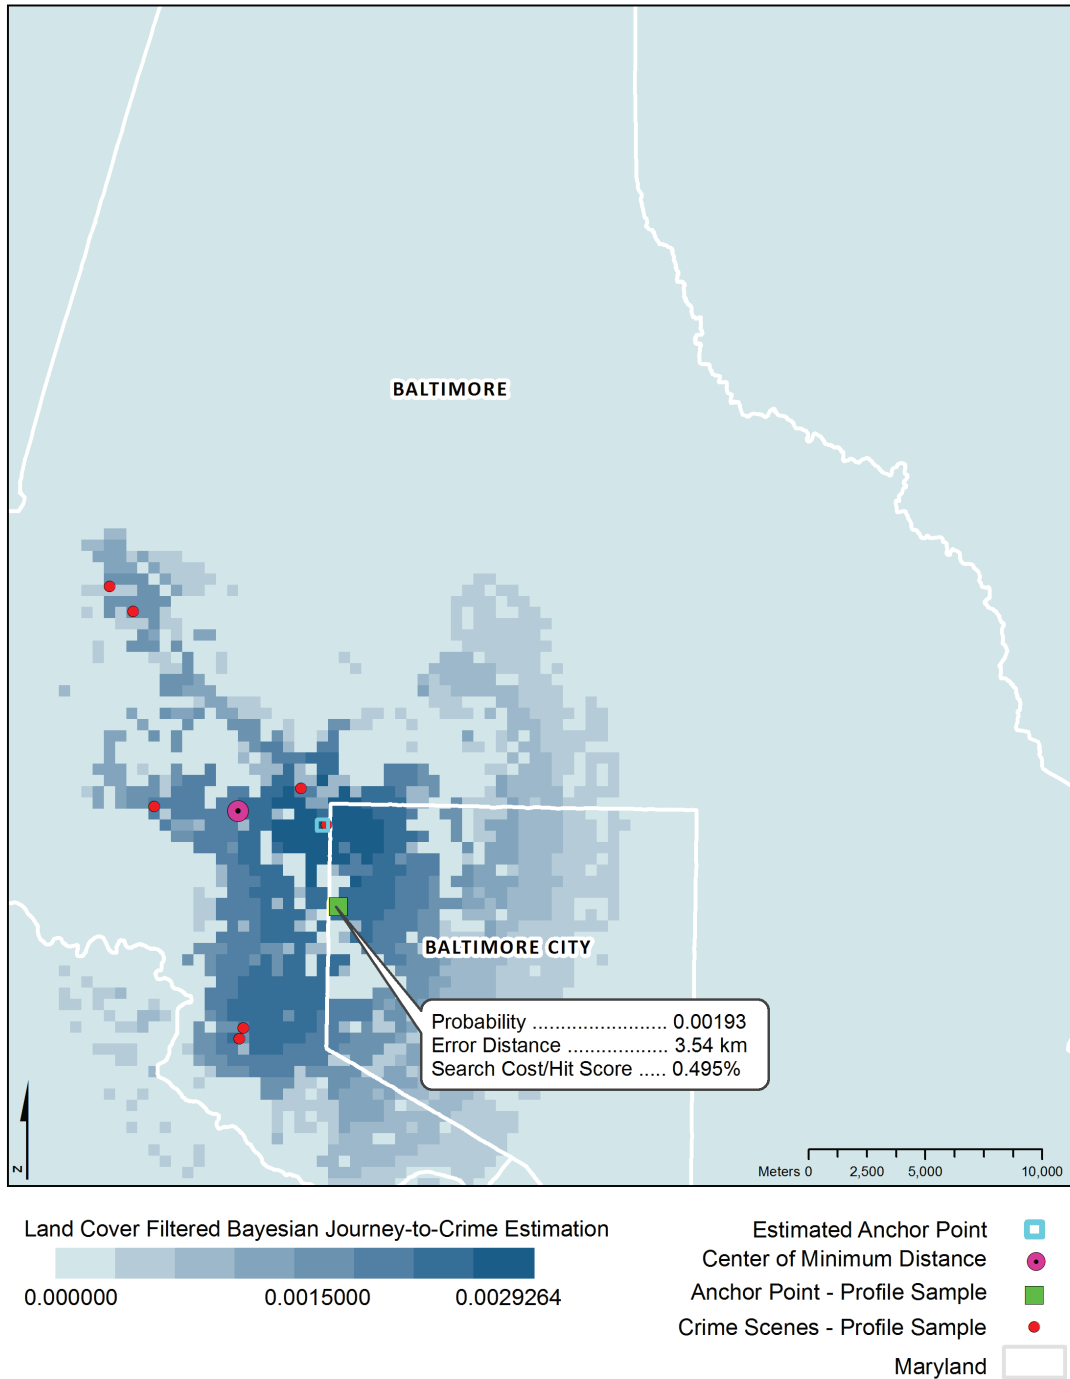 BALTIMORE
BALTIMORE CITY
Probability ........................ 0.00193
Error Distance .................. 3.54 km
Search Cost/Hit Score ..... 0.495%
Z
Meters 0 2,500 5,000 10,000
Land Cover Filtered Bayesian Journey-to-Crime Estimation
0.000000 0.0015000 0.0029264
Estimated Anchor Point
Center of Minimum Distance
Anchor Point - Profile Sample
Crime Scenes - Profile Sample
Maryland